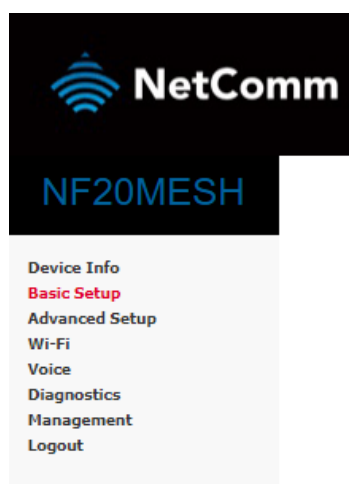 NetComm
NF20MESH
Device Info
Basic Setup
Advanced Setup
Wi-Fi
Voice
Diagnostics
Management
Logout